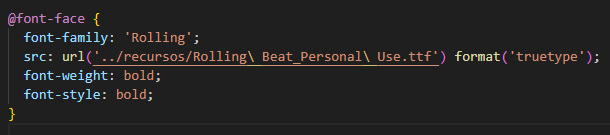 @font-face {
  font-family: 'Rolling';
  src: url('../recursos/Rolling\ Beat_Personal\ Use.ttf') format('truetype');
  font-weight: bold;
  font-style: bold;
}